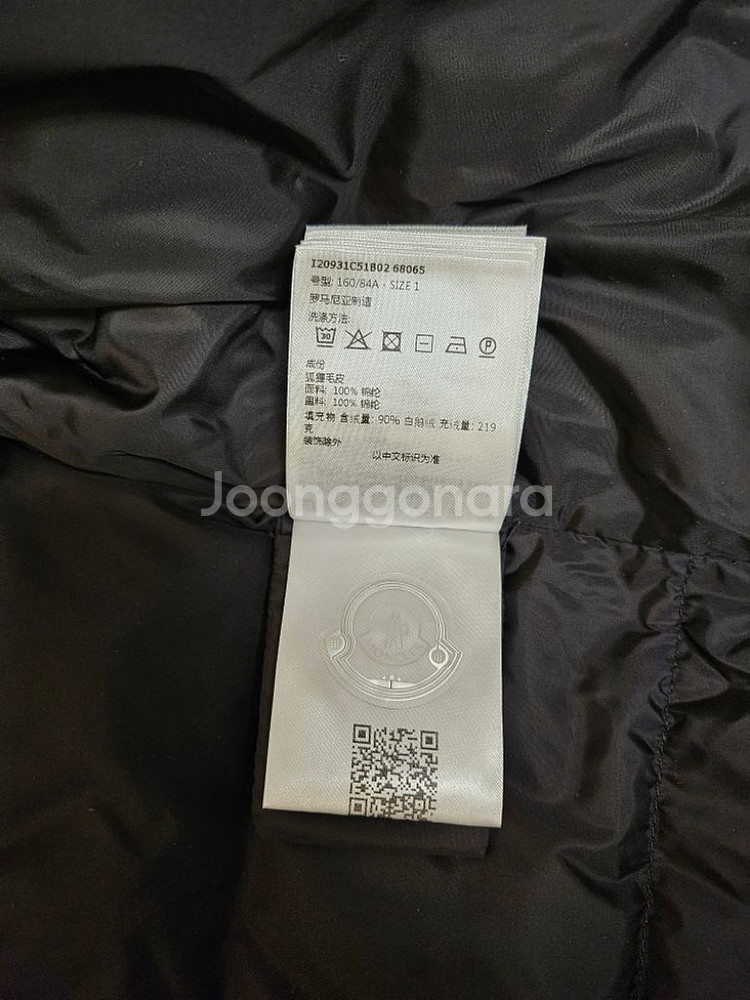 I20931C51B02 68065
号型: 160/84A - SIZE 1
罗马尼亚制造
洗涤方法:
30
P
成份
狐狸毛皮
面料: 100% 锦纶
里料: 100% 锦纶
填充物 含绒量: 90% 白鹅绒 充绒量: 219
克
装饰除外
以中文标识为准
Joonggonara
MONCLER